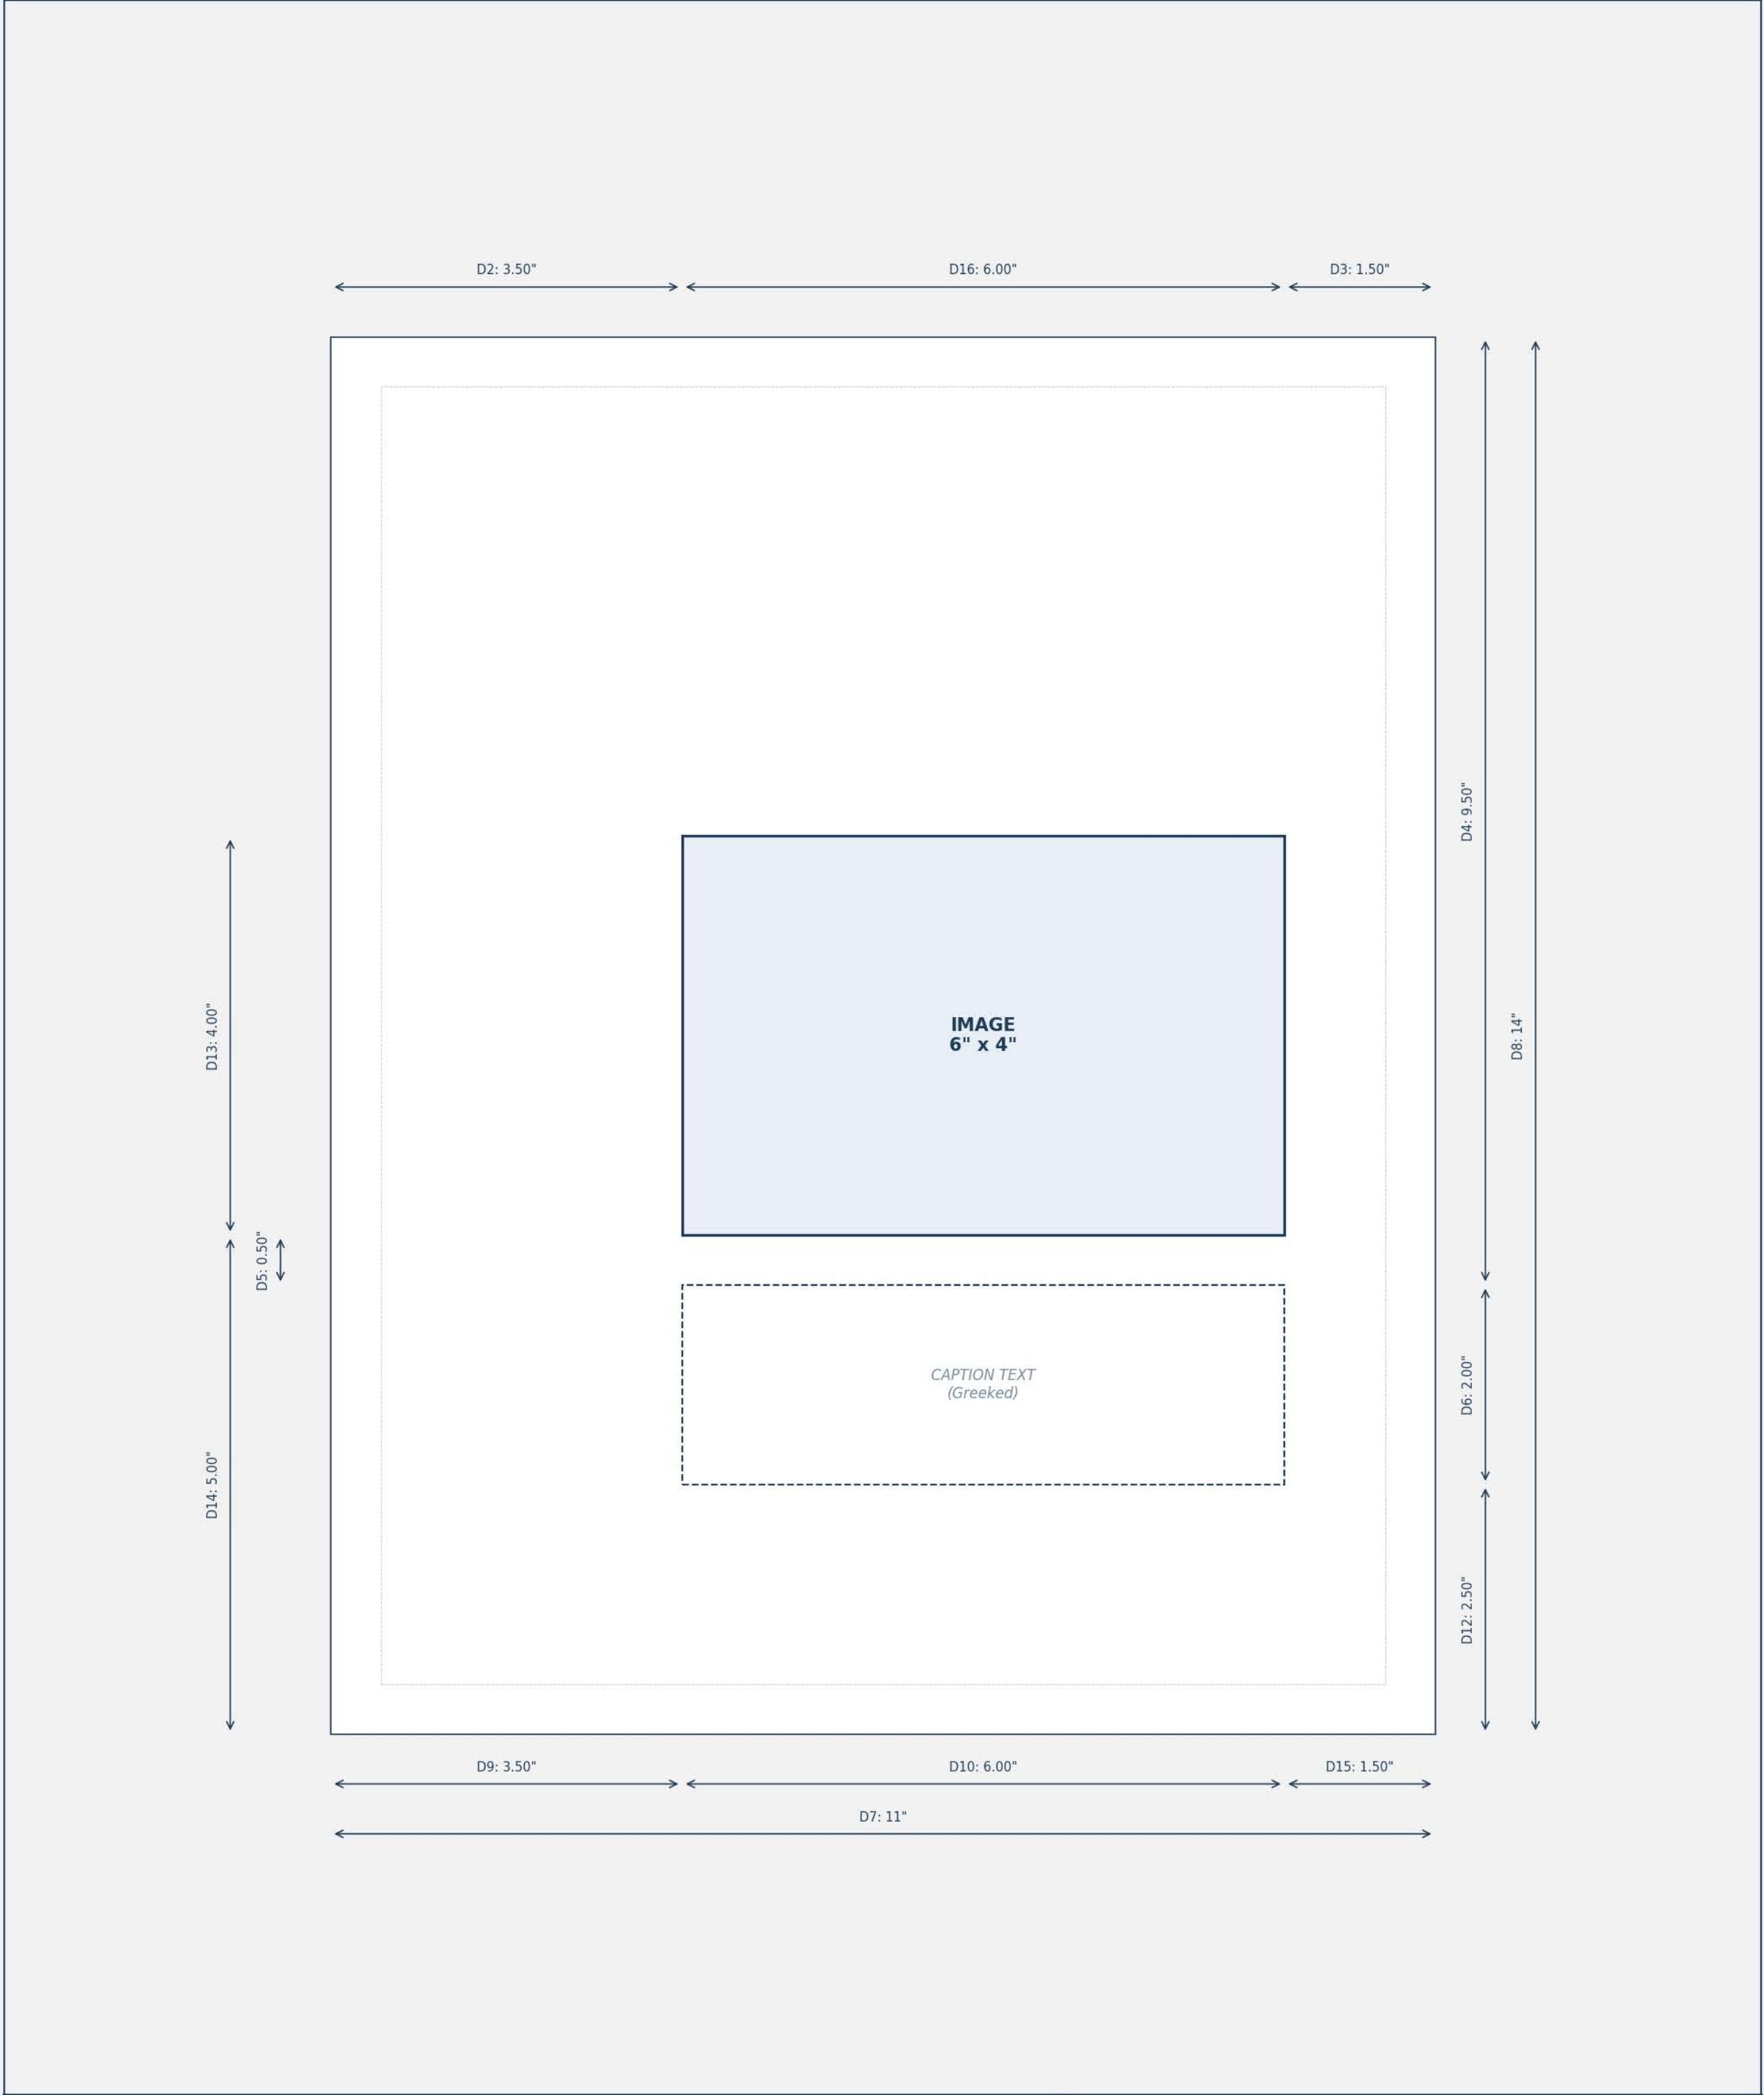 D2: 3.50"
D16: 6.00"
D3: 1.50"
D4: 9.50"
D13: 4.00"
IMAGE
6" x 4"
D8: 14"
D5: 0.50"
CAPTION TEXT
(Greeked)
D6: 2.00"
D14: 5.00"
D12: 2.50"
D9: 3.50"
D10: 6.00"
D15: 1.50"
D7: 11"